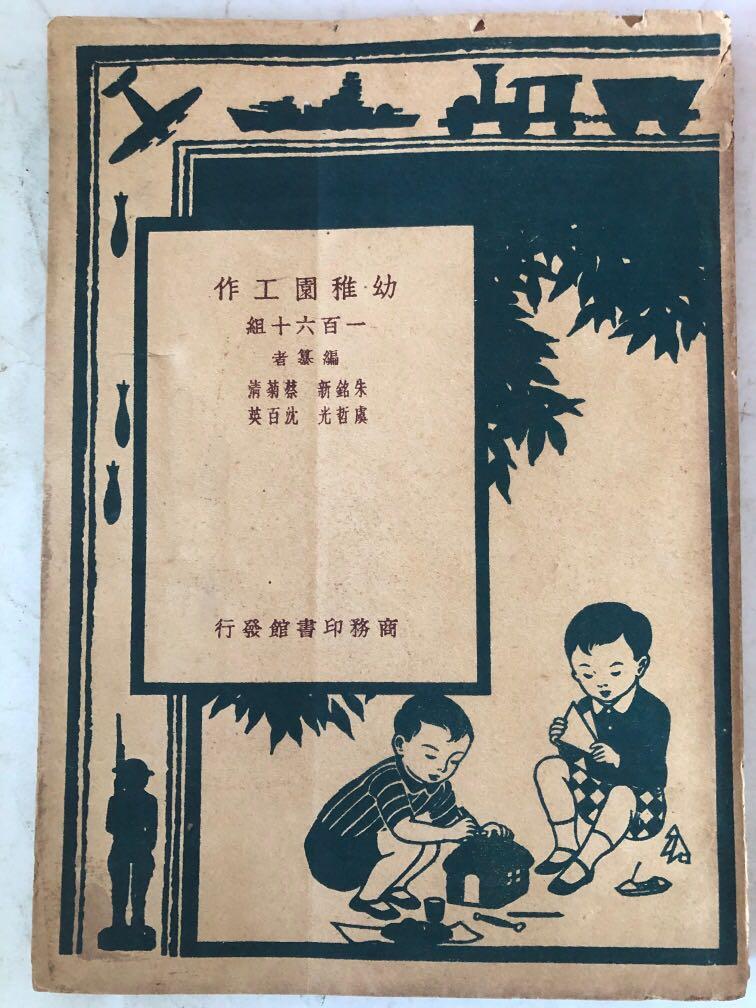 幼稚園工作
一百六十組
編纂者
朱銘新 蔡菊清
虞哲光 沈百英
商務印書館發行